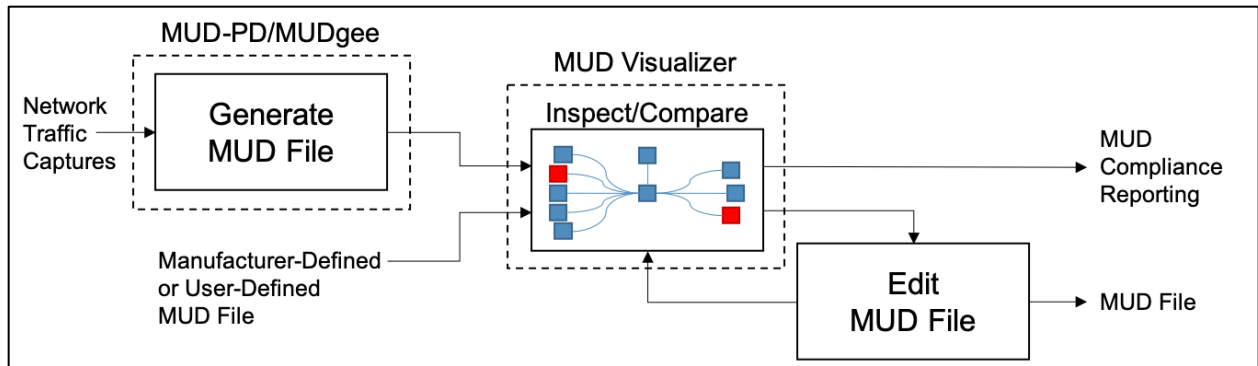 MUD-PD/MUDgee
Network
Traffic
Captures
Generate
MUD File
MUD Visualizer
Inspect/Compare
Manufacturer-Defined
or User-Defined
MUD File
MUD
Compliance
Reporting
Edit
MUD File
MUD File